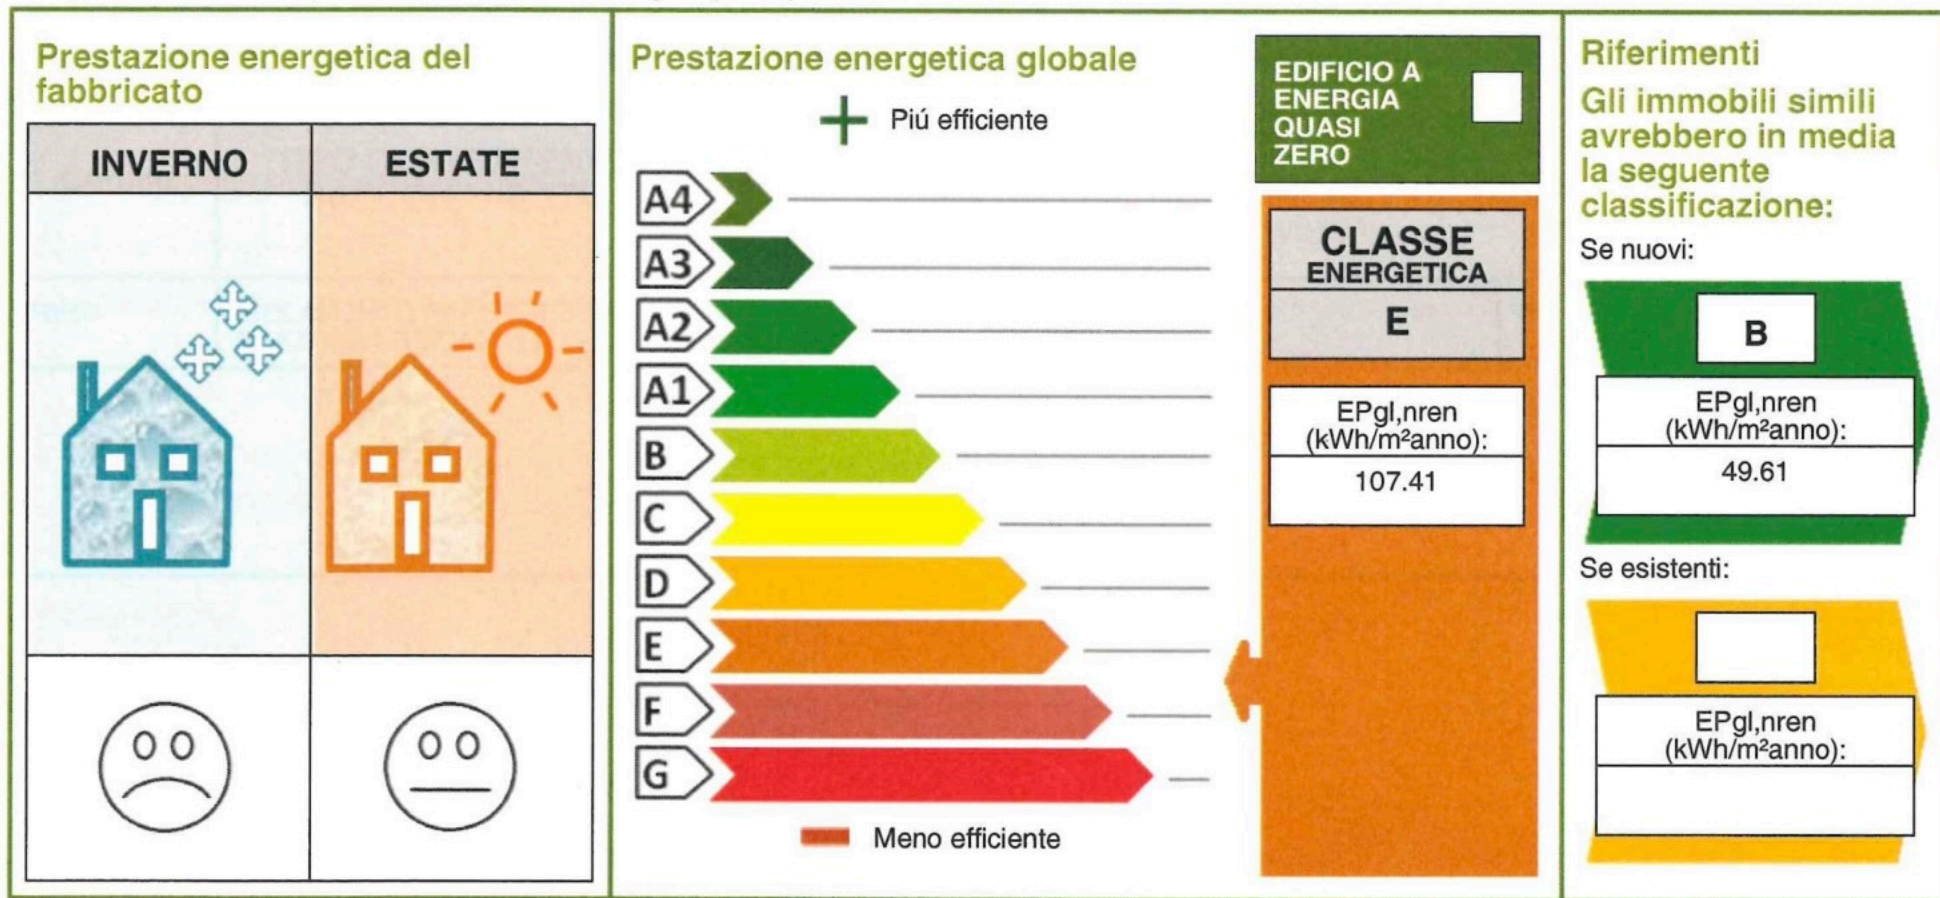 Prestazione energetica del
fabbricato
INVERNO
ESTATE
Prestazione energetica globale
Piú efficiente
A4
A3
A2
A1
B
C
D
E
F
G
Meno efficiente
EDIFICIO A
ENERGIA
QUASI
ZERO
CLASSE
ENERGETICA
E
EPgl,nren
(kWh/m²anno):
107.41
Riferimenti
Gli immobili simili
avrebbero in media
la seguente
classificazione:
Se nuovi:
B
EPgl,nren
(kWh/m²anno):
49.61
Se esistenti:
EPgl,nren
(kWh/m²anno):